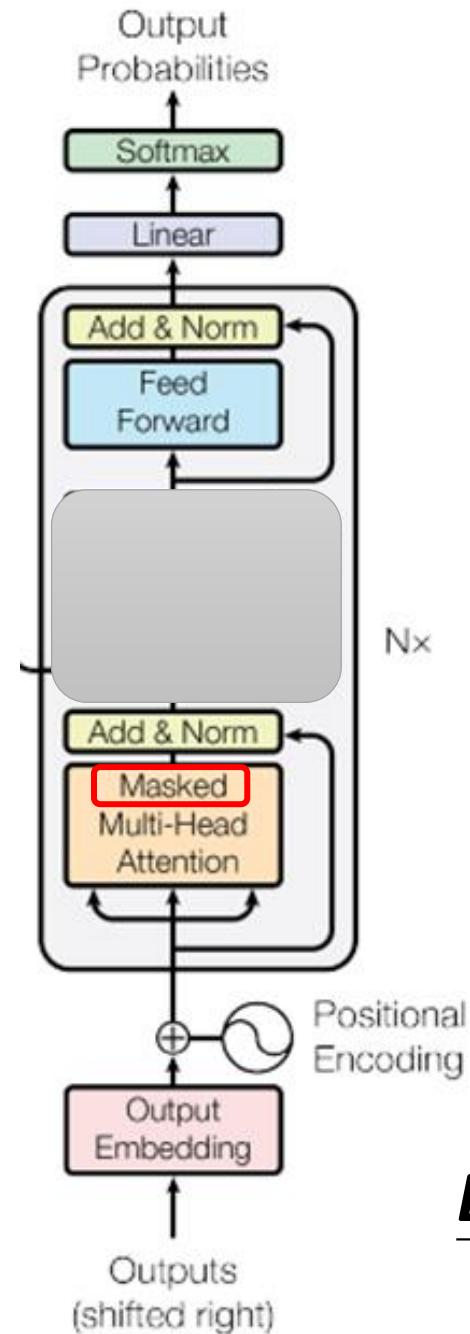 Output
Probabilities
Softmax
Linear
Add & Norm
Feed
Forward
N×
Add & Norm
Masked
Multi-Head
Attention
Positional
Encoding
Output
Embedding
Outputs
(shifted right)